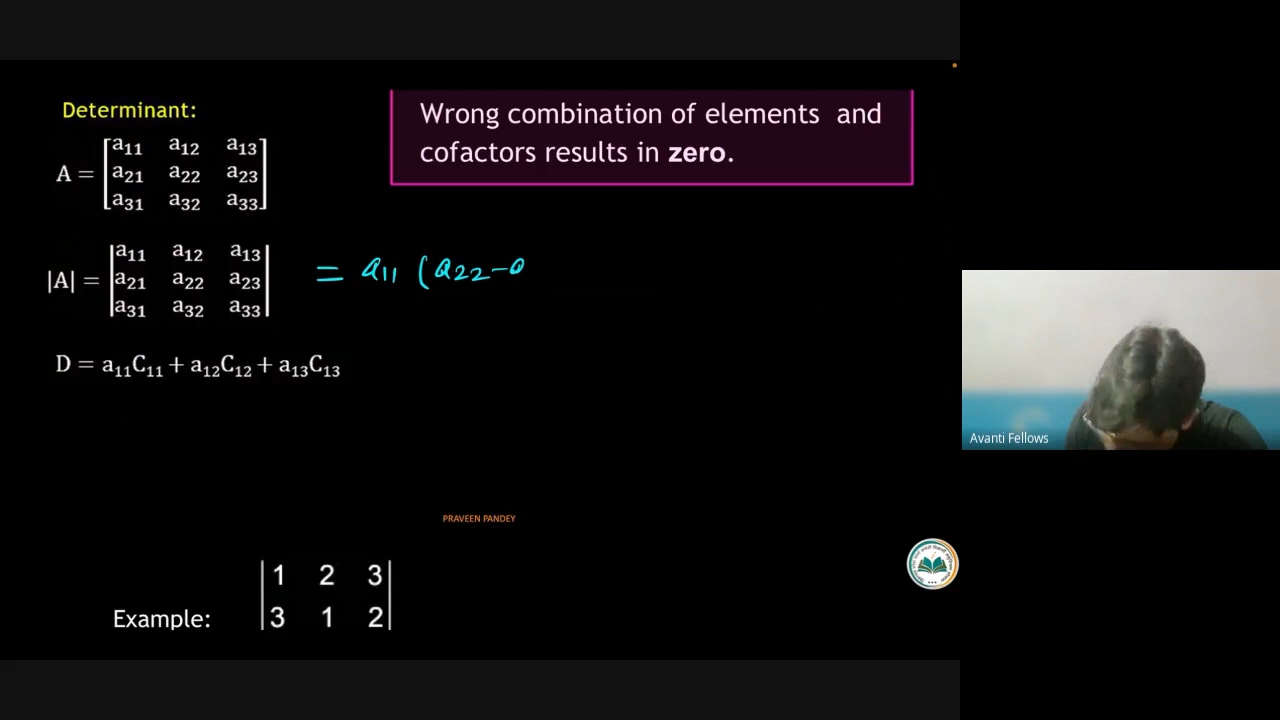 Determinant:
Wrong combination of elements and
cofactors results in zero.
A = [a₁₁ a₁₂ a₁₃
a₂₁ a₂₂ a₂₃
a₃₁ a₃₂ a₃₃]
|A| = |a₁₁ a₁₂ a₁₃
a₂₁ a₂₂ a₂₃
a₃₁ a₃₂ a₃₃|
= a₁₁ (a₂₂-a
D = a₁₁C₁₁ + a₁₂C₁₂ + a₁₃C₁₃
Avanti Fellows
PRAVEEN PANDEY
|1 2 3|
Example: |3 1 2|